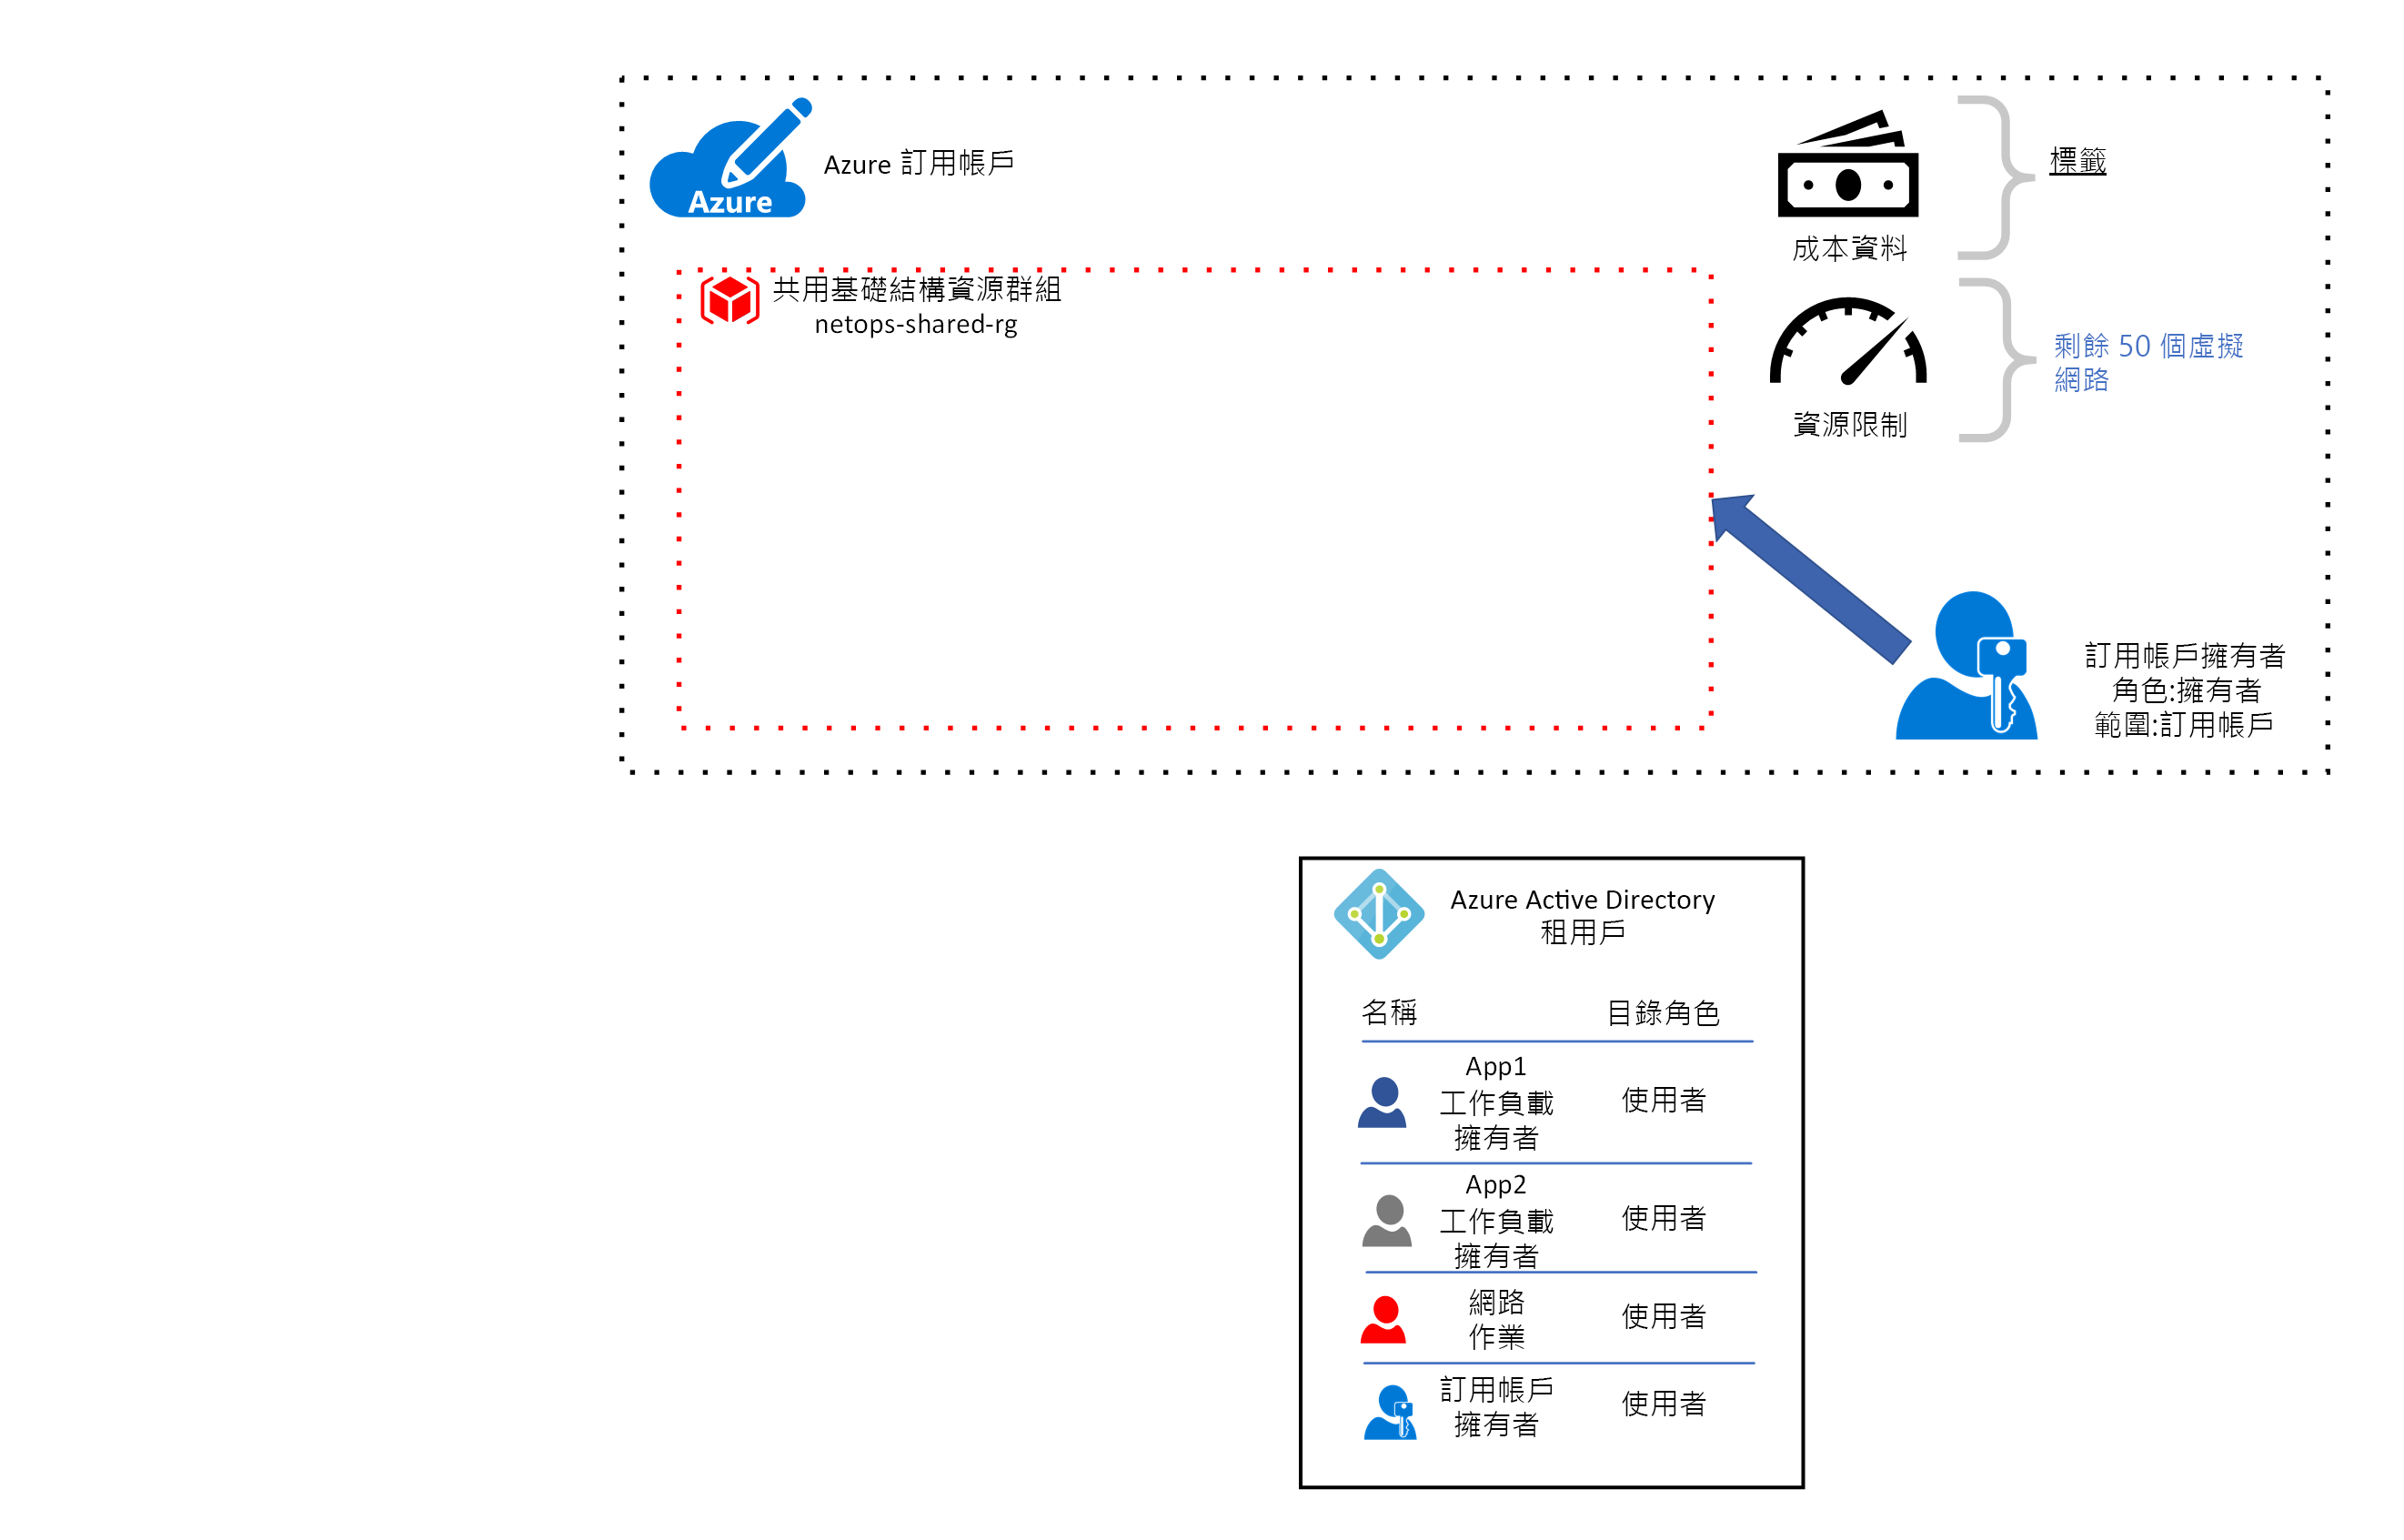 Azure
Azure 訂用帳戶
標籤
成本資料
共用基礎結構資源群組
netops-shared-rg
剩餘 50 個虛擬
網路
資源限制
訂用帳戶擁有者
角色:擁有者
範圍:訂用帳戶
Azure Active Directory
租用戶
名稱
目錄角色
App1
工作負載
擁有者
使用者
App2
工作負載
擁有者
使用者
網路
作業
使用者
訂用帳戶
擁有者
使用者